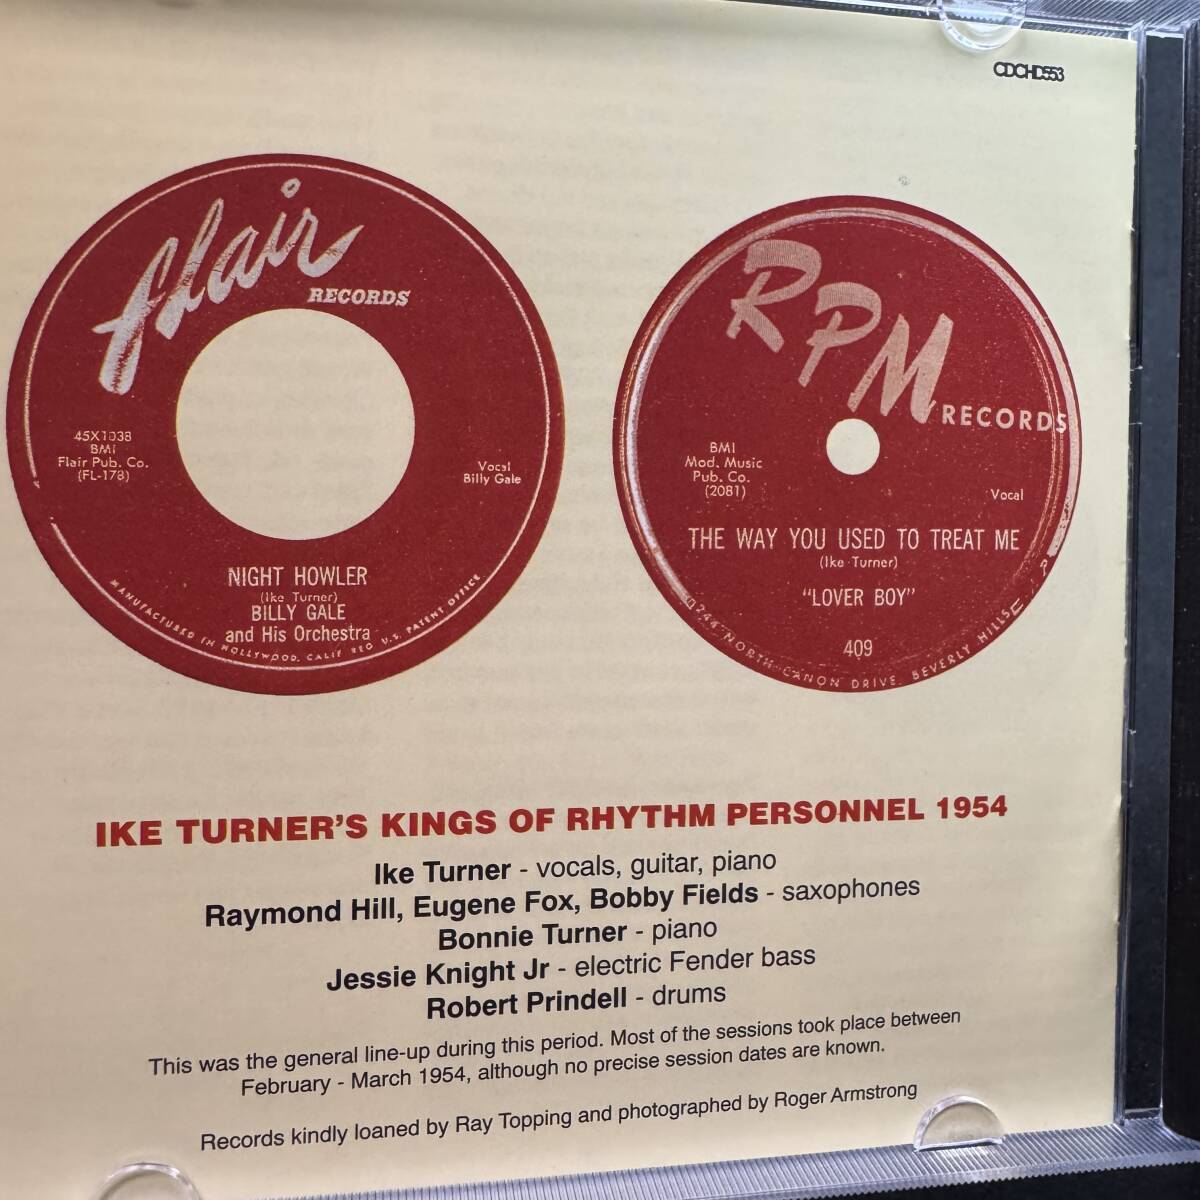 CDCHD553
flair
RECORDS
45X1038
BMI
Flair Pub. Co.
(FL-178)
Vocal
Billy Gale
NIGHT HOWLER
(Ike Turner)
BILLY GALE
and His Orchestra
MANUFACTURED IN HOLLYWOOD, CALIF REG U.S. PATENT OFFICE
RPM
RECORDS
BMI
Mod. Music
Pub. Co.
(2081)
Vocal
THE WAY YOU USED TO TREAT ME
(Ike Turner)
"LOVER BOY"
409
NORTH CANON DRIVE, BEVERLY HILLS
IKE TURNER'S KINGS OF RHYTHM PERSONNEL 1954
Ike Turner - vocals, guitar, piano
Raymond Hill, Eugene Fox, Bobby Fields - saxophones
Bonnie Turner - piano
Jessie Knight Jr - electric Fender bass
Robert Prindell - drums
This was the general line-up during this period. Most of the sessions took place between
February - March 1954, although no precise session dates are known.
Records kindly loaned by Ray Topping and photographed by Roger Armstrong